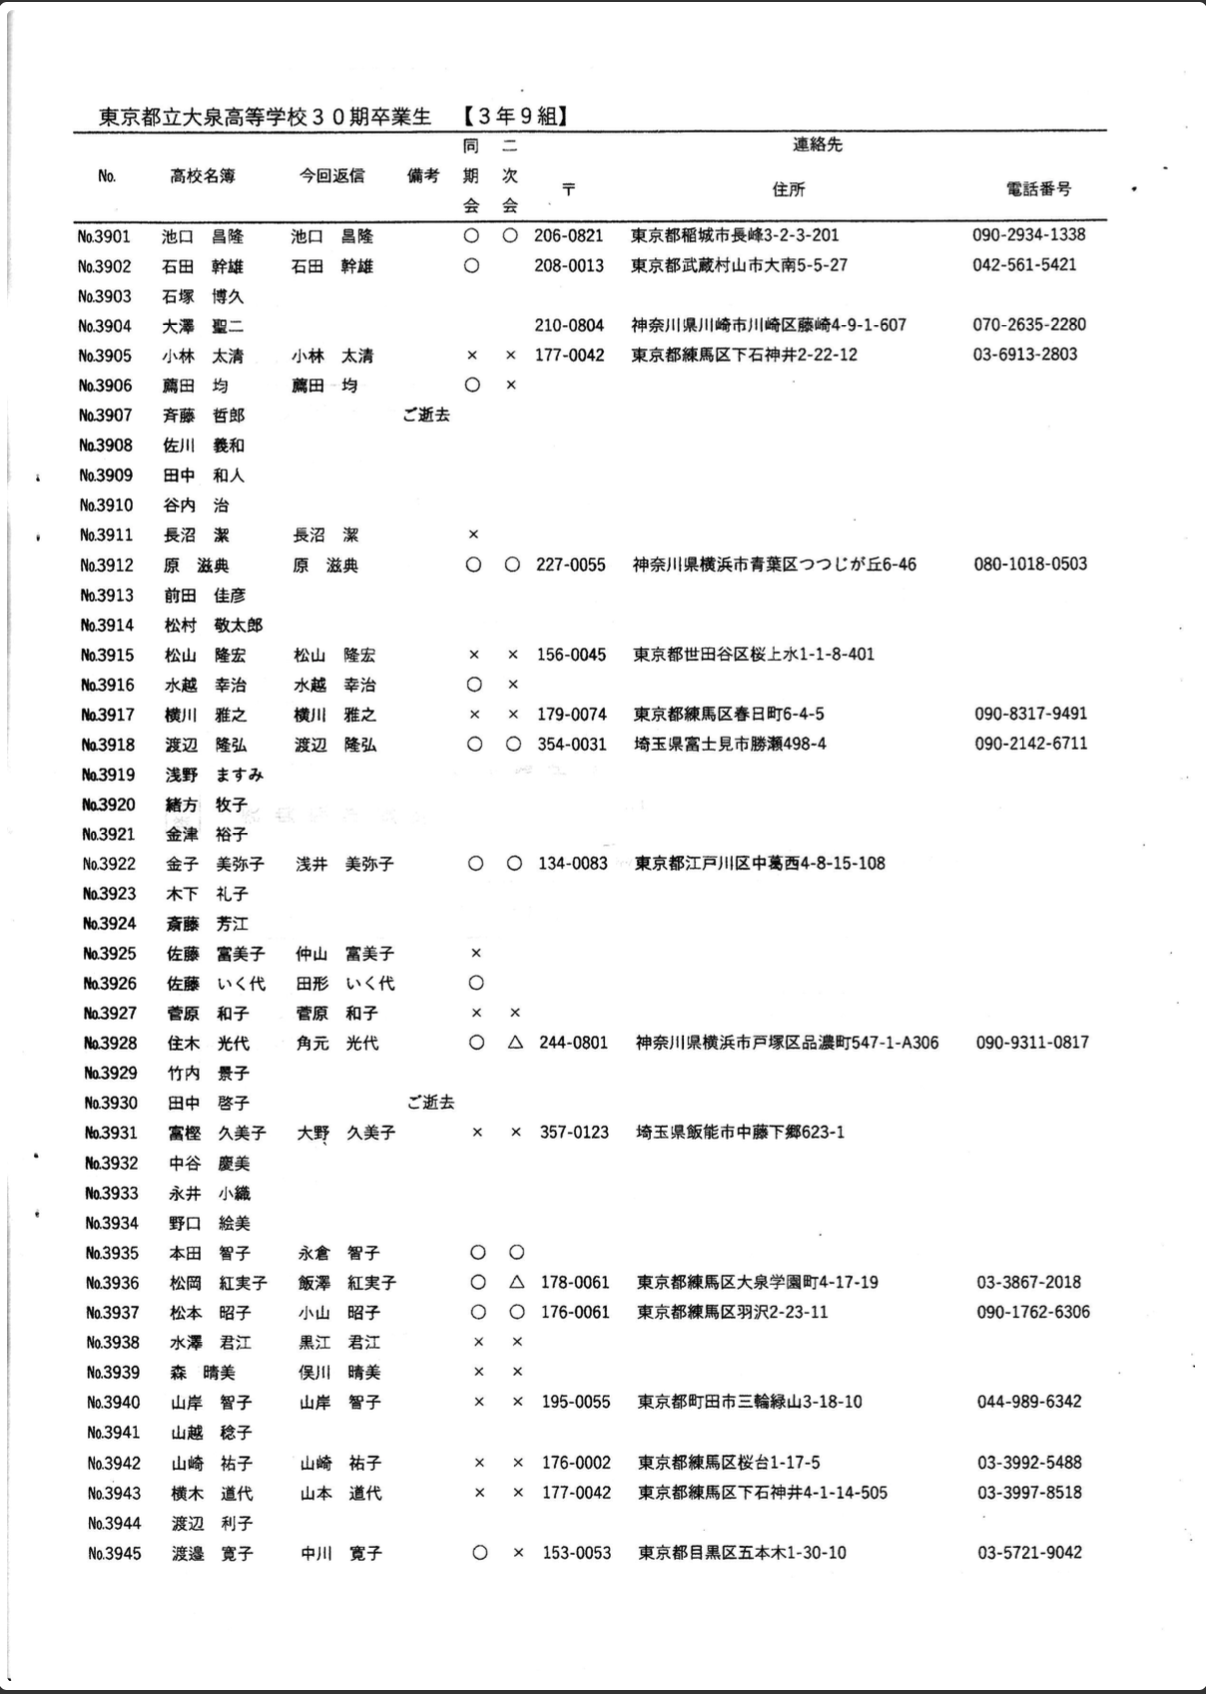 東京都立大泉高等学校30期卒業生 【3年9組】
No. 高校名簿 今回返信 備考 同期会 二次会 連絡先 〒 住所 電話番号
No.3901 池口 昌隆 池口 昌隆 ○ ○ 206-0821 東京都稲城市長峰3-2-3-201 090-2934-1338
No.3902 石田 幹雄 石田 幹雄 ○ 208-0013 東京都武蔵村山市大南5-5-27 042-561-5421
No.3903 石塚 博久
No.3904 大澤 聖二 210-0804 神奈川県川崎市川崎区藤崎4-9-1-607 070-2635-2280
No.3905 小林 太清 小林 太清 × × 177-0042 東京都練馬区下石神井2-22-12 03-6913-2803
No.3906 薦田 均 薦田 均 ○ ×
No.3907 斉藤 哲郎 ご逝去
No.3908 佐川 義和
No.3909 田中 和人
No.3910 谷内 治
No.3911 長沼 潔 長沼 潔 ×
No.3912 原 滋典 原 滋典 ○ ○ 227-0055 神奈川県横浜市青葉区つつじが丘6-46 080-1018-0503
No.3913 前田 佳彦
No.3914 松村 敬太郎
No.3915 松山 隆宏 松山 隆宏 × × 156-0045 東京都世田谷区桜上水1-1-8-401
No.3916 水越 幸治 水越 幸治 ○ ×
No.3917 横川 雅之 横川 雅之 × × 179-0074 東京都練馬区春日町6-4-5 090-8317-9491
No.3918 渡辺 隆弘 渡辺 隆弘 ○ ○ 354-0031 埼玉県富士見市勝瀬498-4 090-2142-6711
No.3919 浅野 ますみ
No.3920 緒方 牧子
No.3921 金津 裕子
No.3922 金子 美弥子 浅井 美弥子 ○ ○ 134-0083 東京都江戸川区中葛西4-8-15-108
No.3923 木下 礼子
No.3924 斎藤 芳江
No.3925 佐藤 富美子 仲山 富美子 ×
No.3926 佐藤 いく代 田形 いく代 ○
No.3927 菅原 和子 菅原 和子 × ×
No.3928 住木 光代 角元 光代 ○ △ 244-0801 神奈川県横浜市戸塚区品濃町547-1-A306 090-9311-0817
No.3929 竹内 景子
No.3930 田中 啓子 ご逝去
No.3931 富樫 久美子 大野 久美子 × × 357-0123 埼玉県飯能市中藤下郷623-1
No.3932 中谷 慶美
No.3933 永井 小織
No.3934 野口 絵美
No.3935 本田 智子 永倉 智子 ○ ○
No.3936 松岡 紅実子 飯澤 紅実子 ○ △ 178-0061 東京都練馬区大泉学園町4-17-19 03-3867-2018
No.3937 松本 昭子 小山 昭子 ○ ○ 176-0061 東京都練馬区羽沢2-23-11 090-1762-6306
No.3938 水澤 君江 黒江 君江 × ×
No.3939 森 晴美 俣川 晴美 × ×
No.3940 山岸 智子 山岸 智子 × × 195-0055 東京都町田市三輪緑山3-18-10 044-989-6342
No.3941 山越 稔子
No.3942 山崎 祐子 山崎 祐子 × × 176-0002 東京都練馬区桜台1-17-5 03-3992-5488
No.3943 横木 道代 山本 道代 × × 177-0042 東京都練馬区下石神井4-1-14-505 03-3997-8518
No.3944 渡辺 利子
No.3945 渡邉 寛子 中川 寛子 ○ × 153-0053 東京都目黒区五本木1-30-10 03-5721-9042